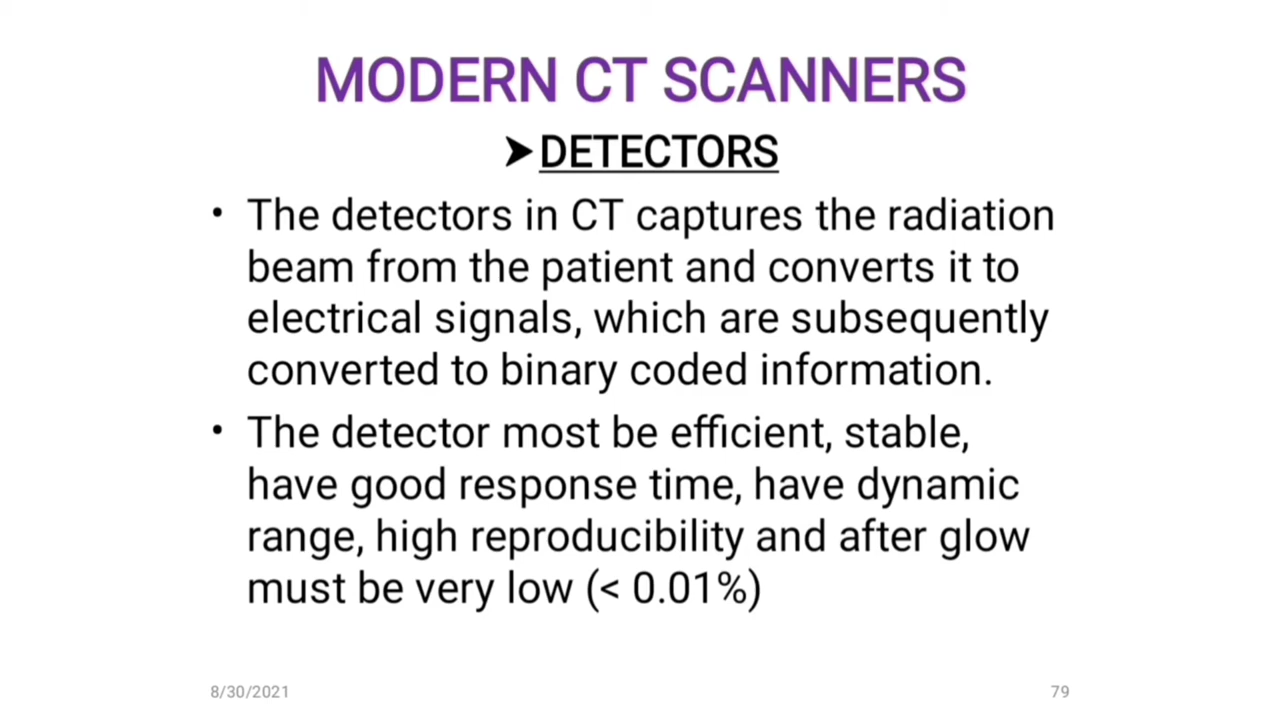 MODERN CT SCANNERS
➤DETECTORS
• The detectors in CT captures the radiation
beam from the patient and converts it to
electrical signals, which are subsequently
converted to binary coded information.
• The detector most be efficient, stable,
have good response time, have dynamic
range, high reproducibility and after glow
must be very low (< 0.01%)
8/30/2021
79